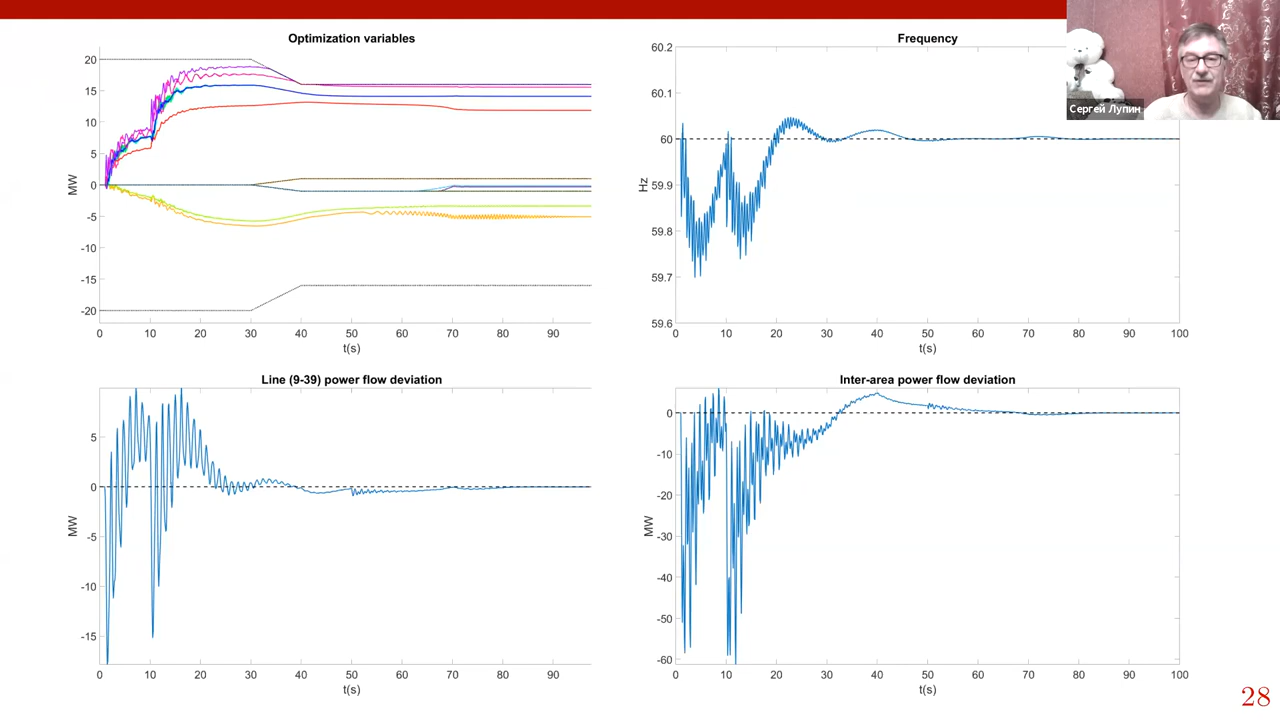 Optimization variables
20
15
10
5
0
-5
-10
-15
-20
MW
0 10 20 30 40 50 60 70 80 90
t(s)
Frequency
60.2
60.1
60
59.9
59.8
59.7
59.6
Hz
0 10 20 30 40 50 60 70 80 90 100
t(s)
Сергей Лупин
Line (9-39) power flow deviation
5
0
-5
-10
-15
MW
0 10 20 30 40 50 60 70 80 90
t(s)
Inter-area power flow deviation
0
-10
-20
-30
-40
-50
-60
MW
0 10 20 30 40 50 60 70 80 90 100
t(s)
28